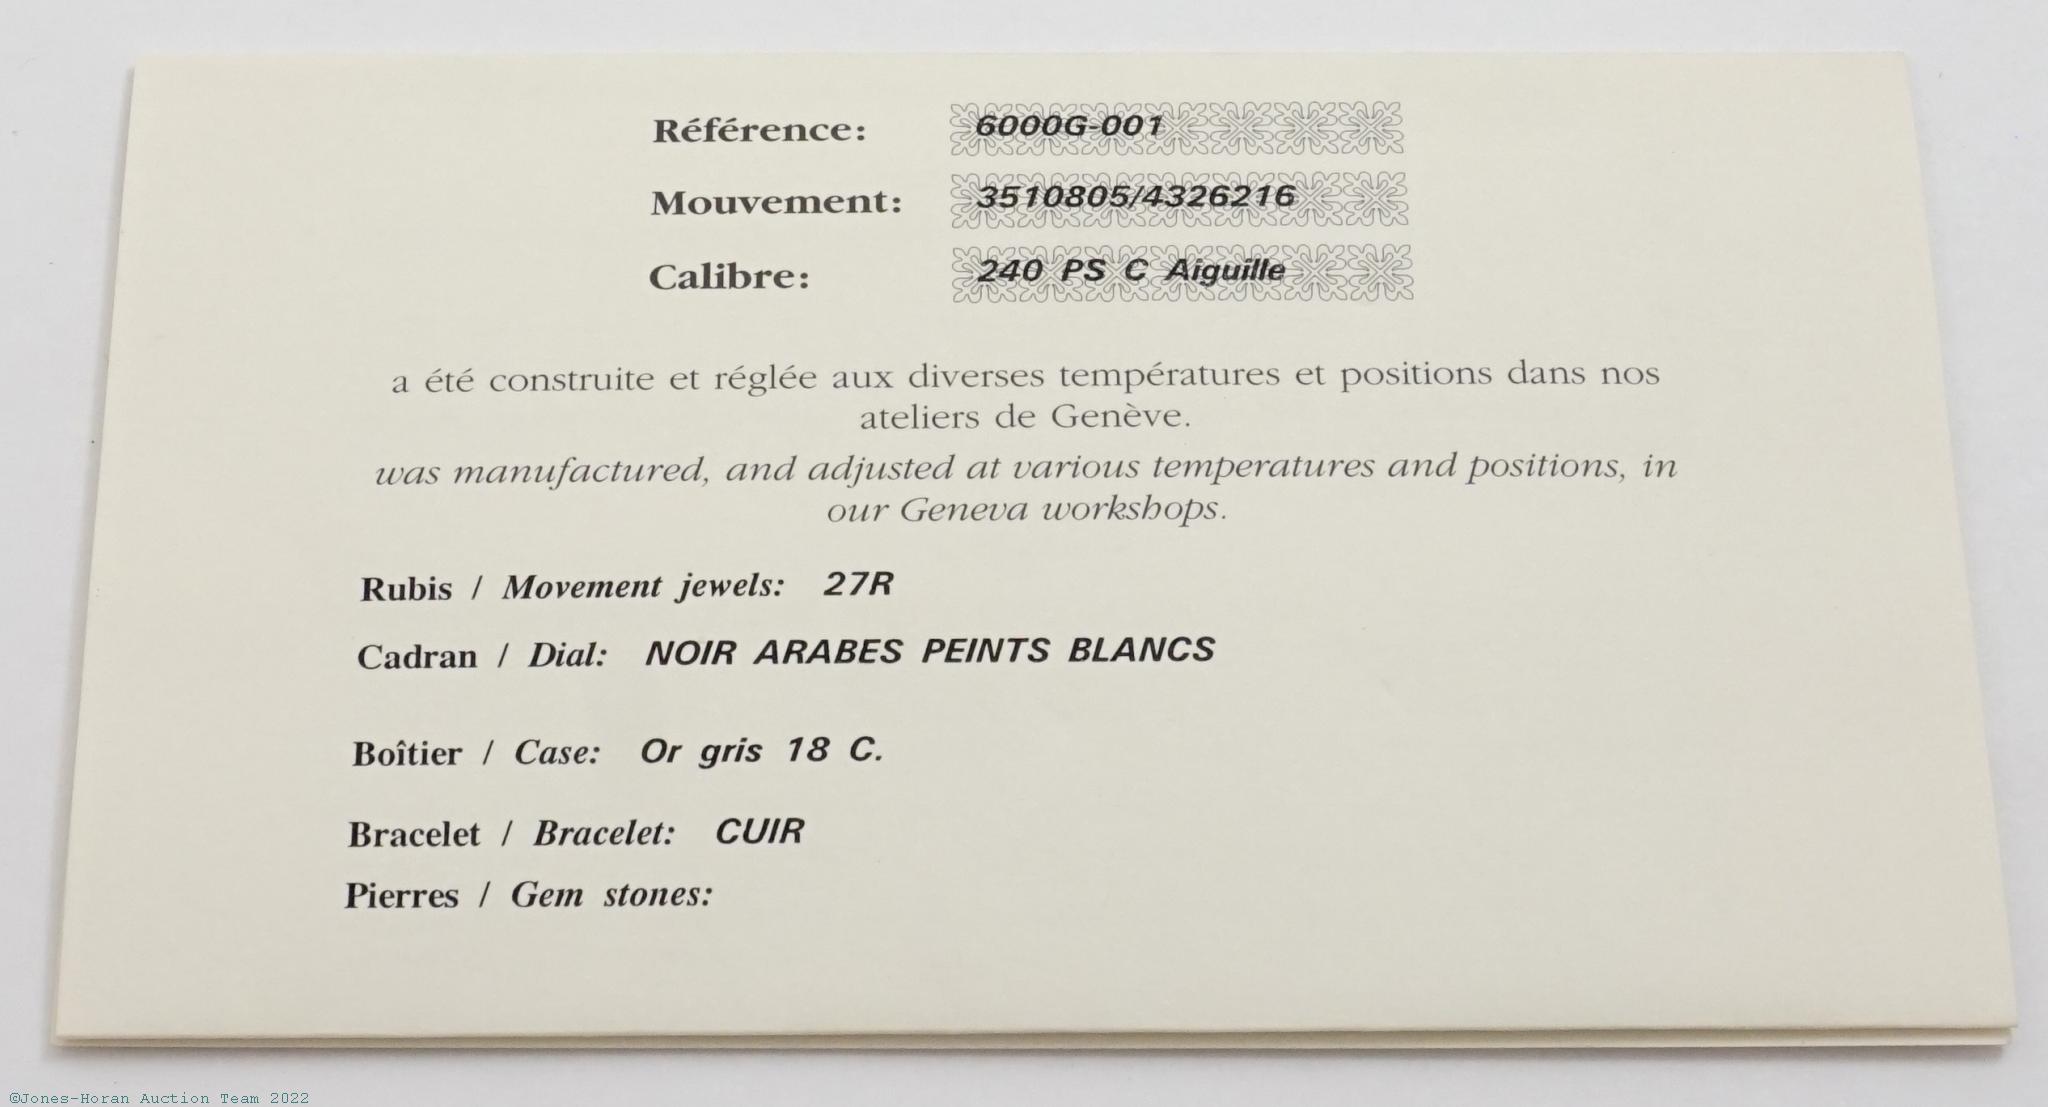 Référence: 6000G-001
Mouvement: 3510805/4326216
Calibre: 240 PS C Aiguille
a été construite et réglée aux diverses températures et positions dans nos
ateliers de Genève.
was manufactured, and adjusted at various temperatures and positions, in
our Geneva workshops.
Rubis / Movement jewels: 27R
Cadran / Dial: NOIR ARABES PEINTS BLANCS
Boîtier / Case: Or gris 18 C.
Bracelet / Bracelet: CUIR
Pierres / Gem stones:
©Jones-Horan Auction Team 2022